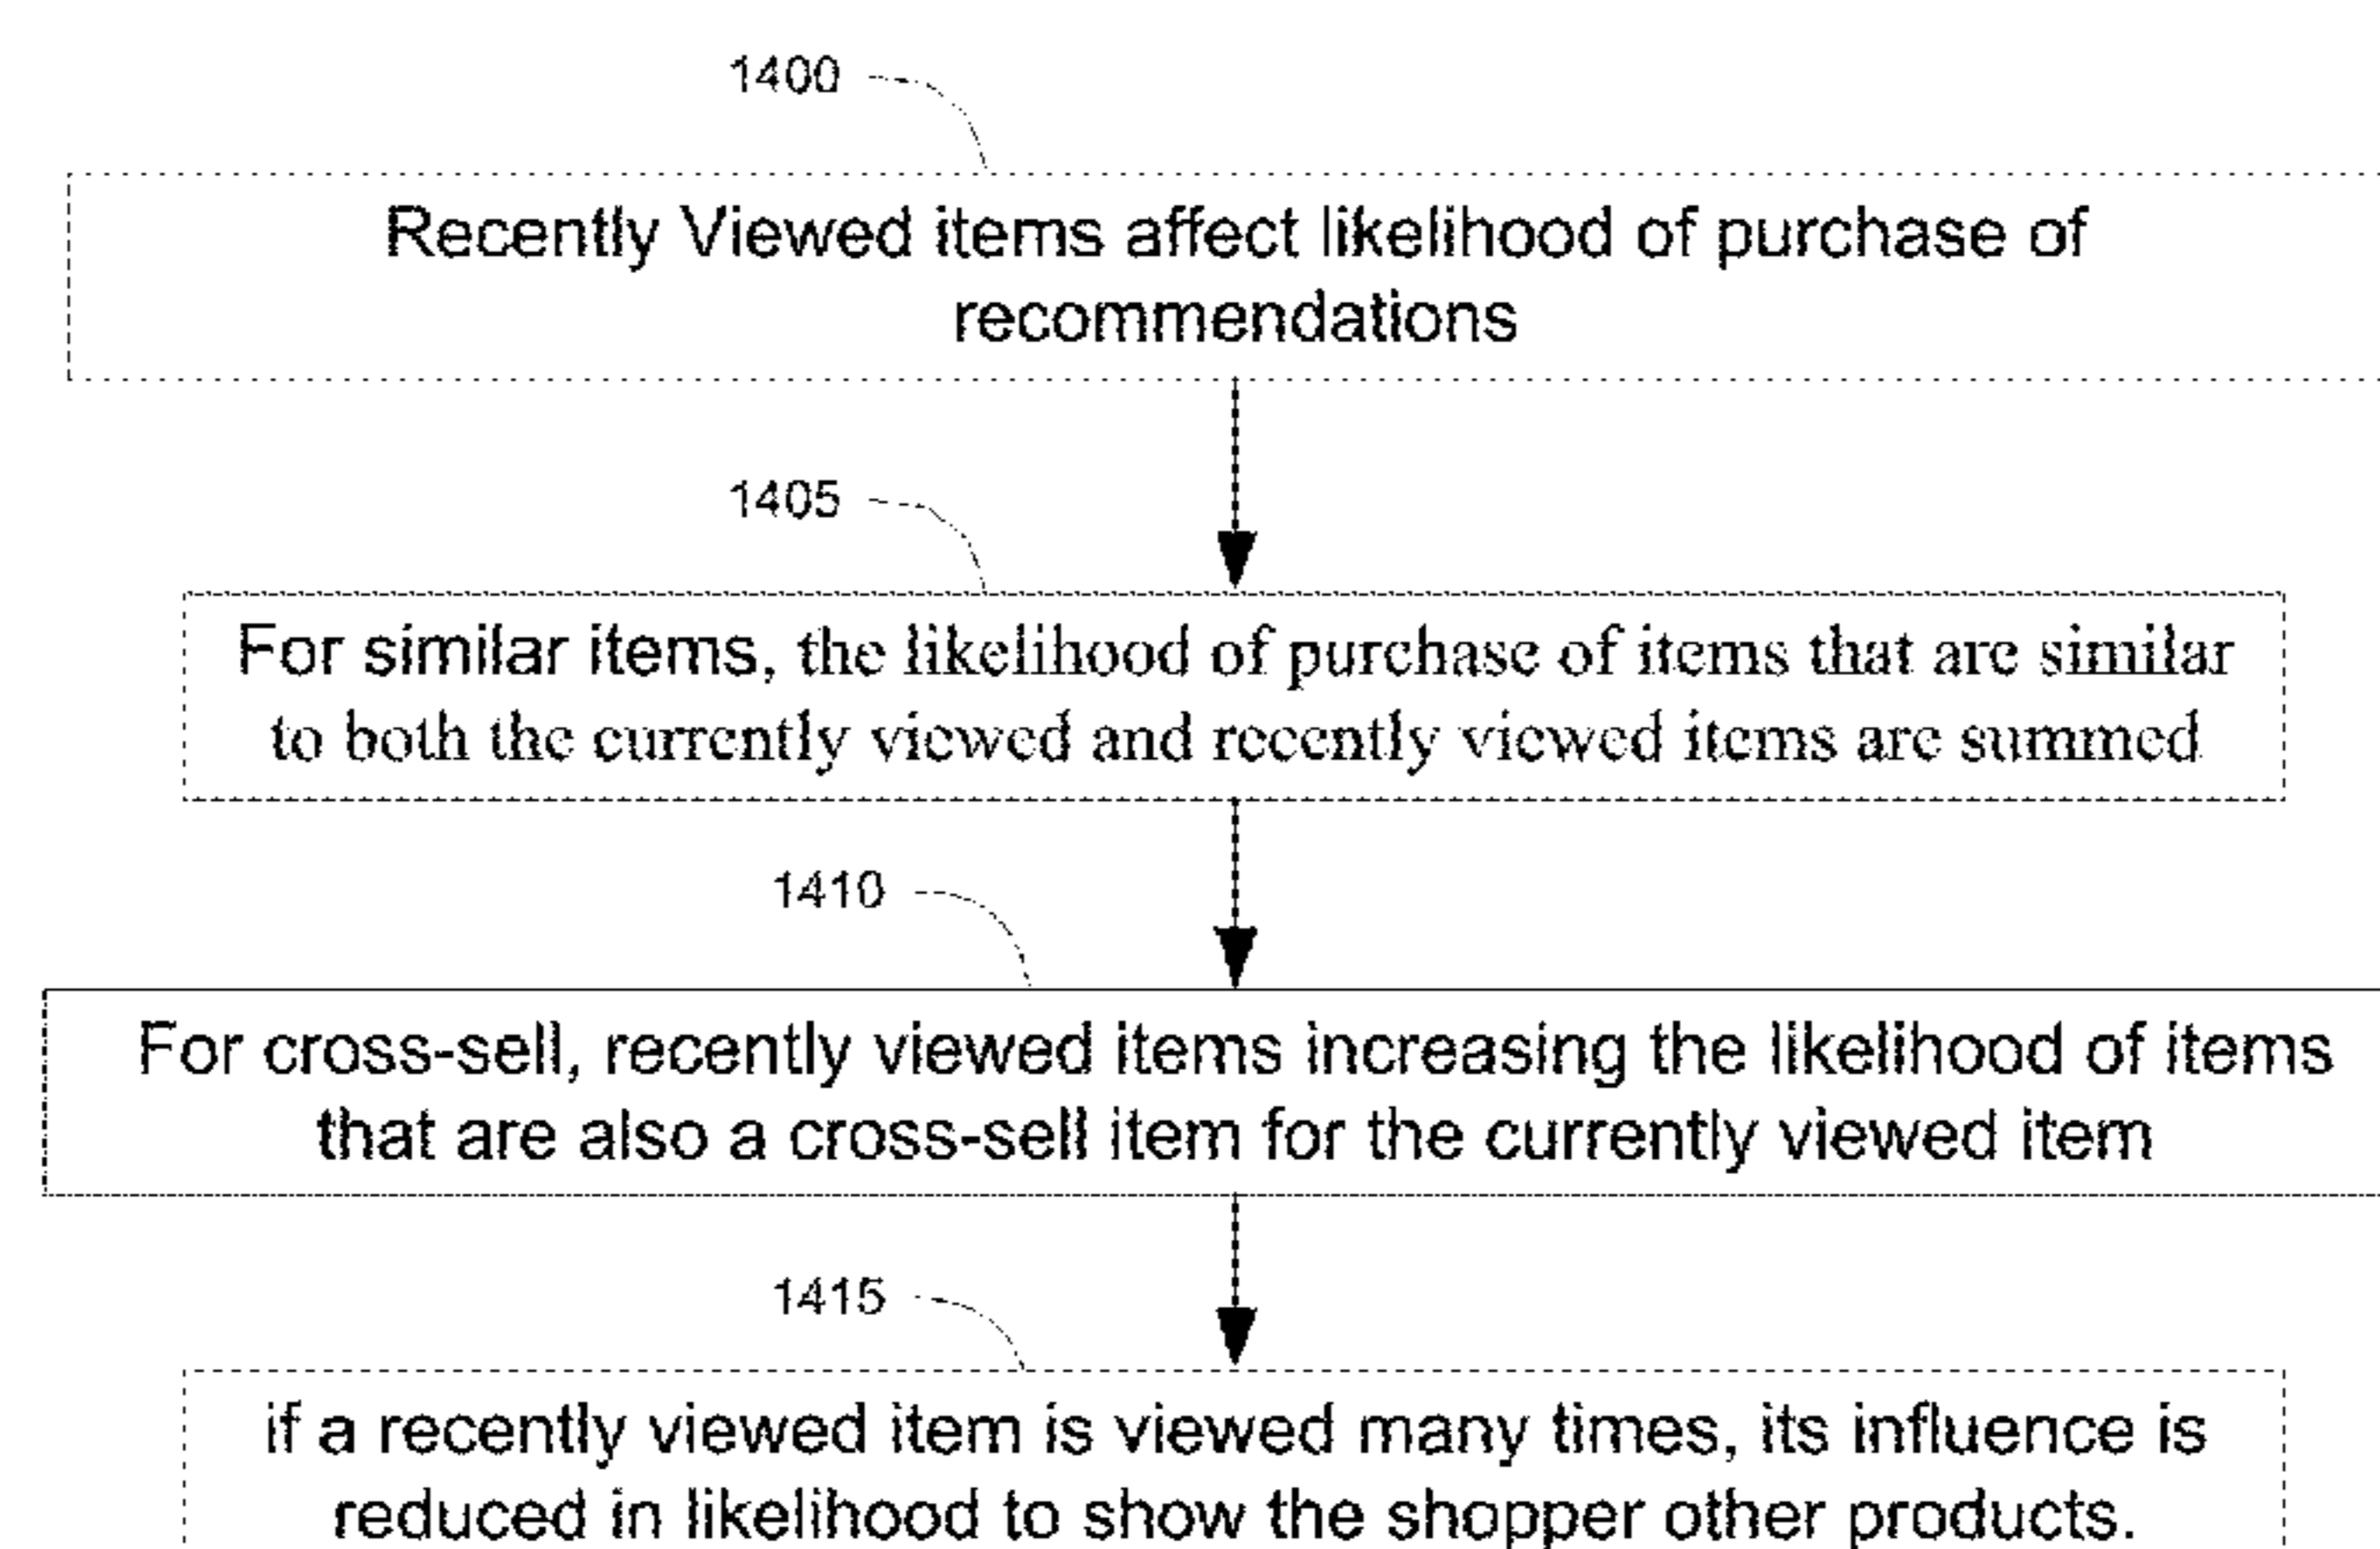 1400
Recently Viewed items affect likelihood of purchase of
recommendations
1405
For similar items, the likelihood of purchase of items that are similar
to both the currently viewed and recently viewed items are summed
1410
For cross-sell, recently viewed items increasing the likelihood of items
that are also a cross-sell item for the currently viewed item
1415
if a recently viewed item is viewed many times, its influence is
reduced in likelihood to show the shopper other products.